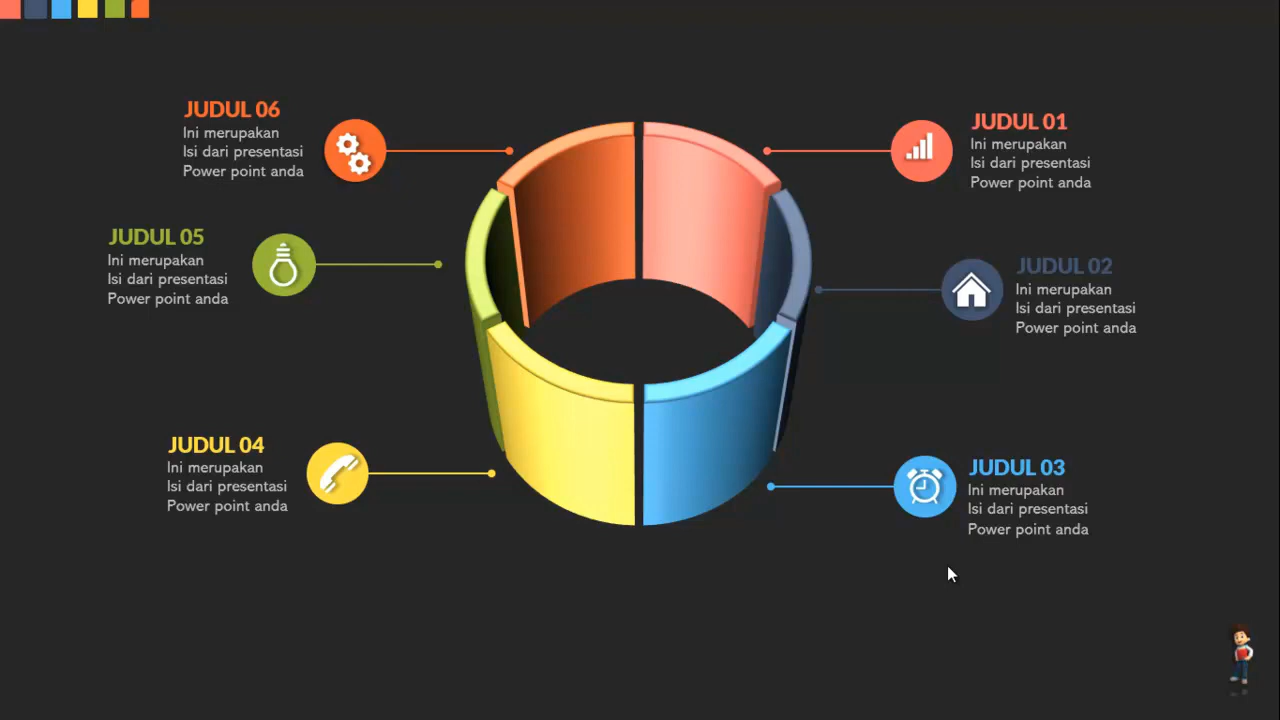 JUDUL 06
Ini merupakan
Isi dari presentasi
Power point anda
JUDUL 01
Ini merupakan
Isi dari presentasi
Power point anda
JUDUL 05
Ini merupakan
Isi dari presentasi
Power point anda
JUDUL 02
Ini merupakan
Isi dari presentasi
Power point anda
JUDUL 04
Ini merupakan
Isi dari presentasi
Power point anda
JUDUL 03
Ini merupakan
Isi dari presentasi
Power point anda